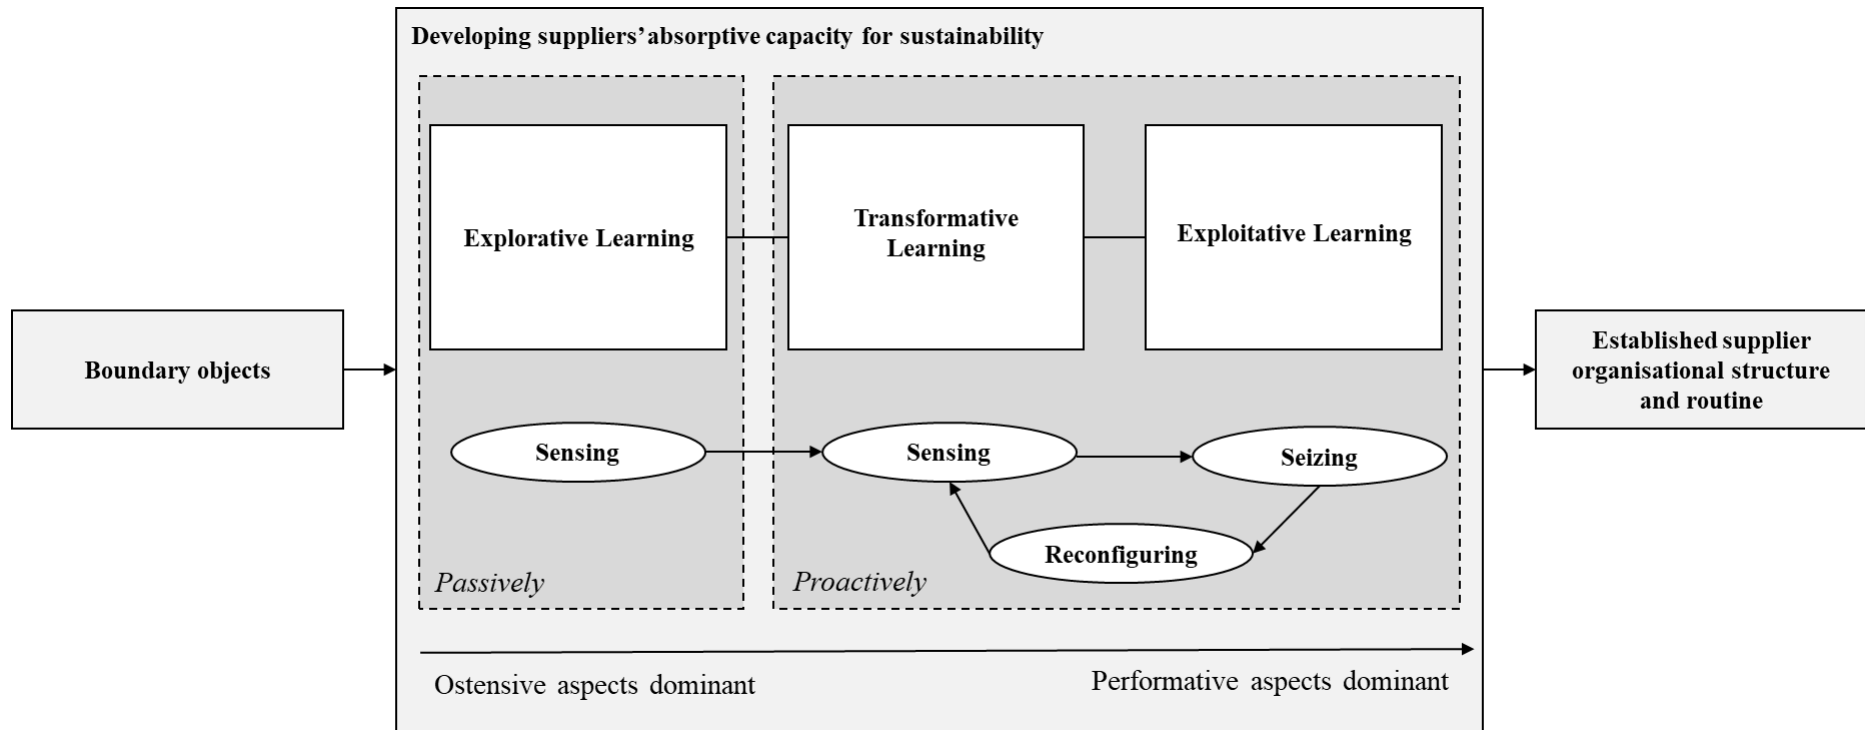 Developing suppliers' absorptive capacity for sustainability
Explorative Learning
Transformative
Learning
Exploitative Learning
Boundary objects
Established supplier
organisational structure
and routine
Sensing
Sensing
Seizing
Reconfiguring
Passively
Proactively
Ostensive aspects dominant
Performative aspects dominant